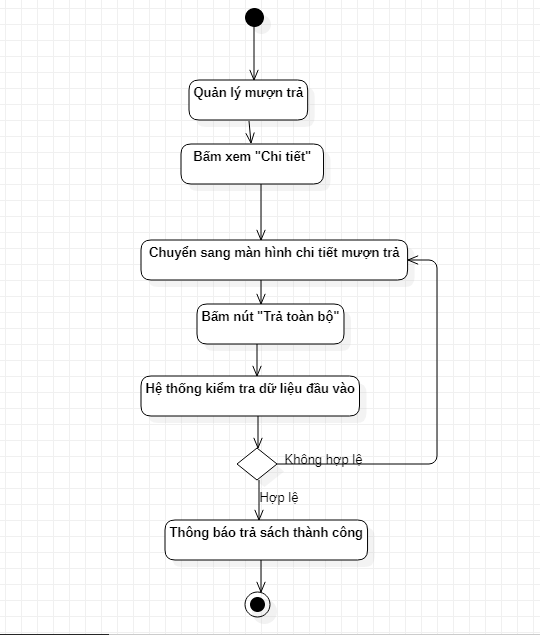 Quản lý mượn trả
Bấm xem "Chi tiết"
Chuyển sang màn hình chi tiết mượn trả
Bấm nút "Trả toàn bộ"
Hệ thống kiểm tra dữ liệu đầu vào
Không hợp lệ
Hợp lệ
Thông báo trả sách thành công